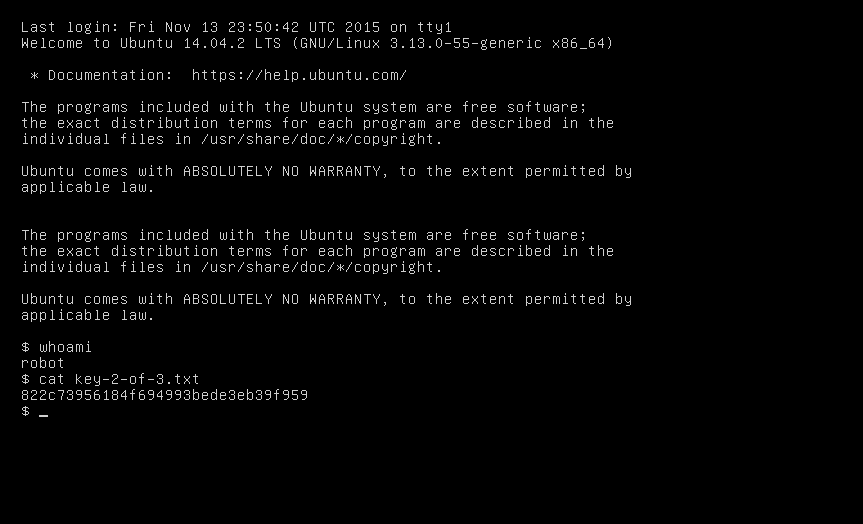 Last login: Fri Nov 13 23:50:42 UTC 2015 on tty1
Welcome to Ubuntu 14.04.2 LTS (GNU/Linux 3.13.0-55-generic x86_64)
* Documentation:  https://help.ubuntu.com/
The programs included with the Ubuntu system are free software;
the exact distribution terms for each program are described in the
individual files in /usr/share/doc/*/copyright.
Ubuntu comes with ABSOLUTELY NO WARRANTY, to the extent permitted by
applicable law.
The programs included with the Ubuntu system are free software;
the exact distribution terms for each program are described in the
individual files in /usr/share/doc/*/copyright.
Ubuntu comes with ABSOLUTELY NO WARRANTY, to the extent permitted by
applicable law.
$ whoami
robot
$ cat key-2-of-3.txt
822c73956184f694993bede3eb39f959
$ _